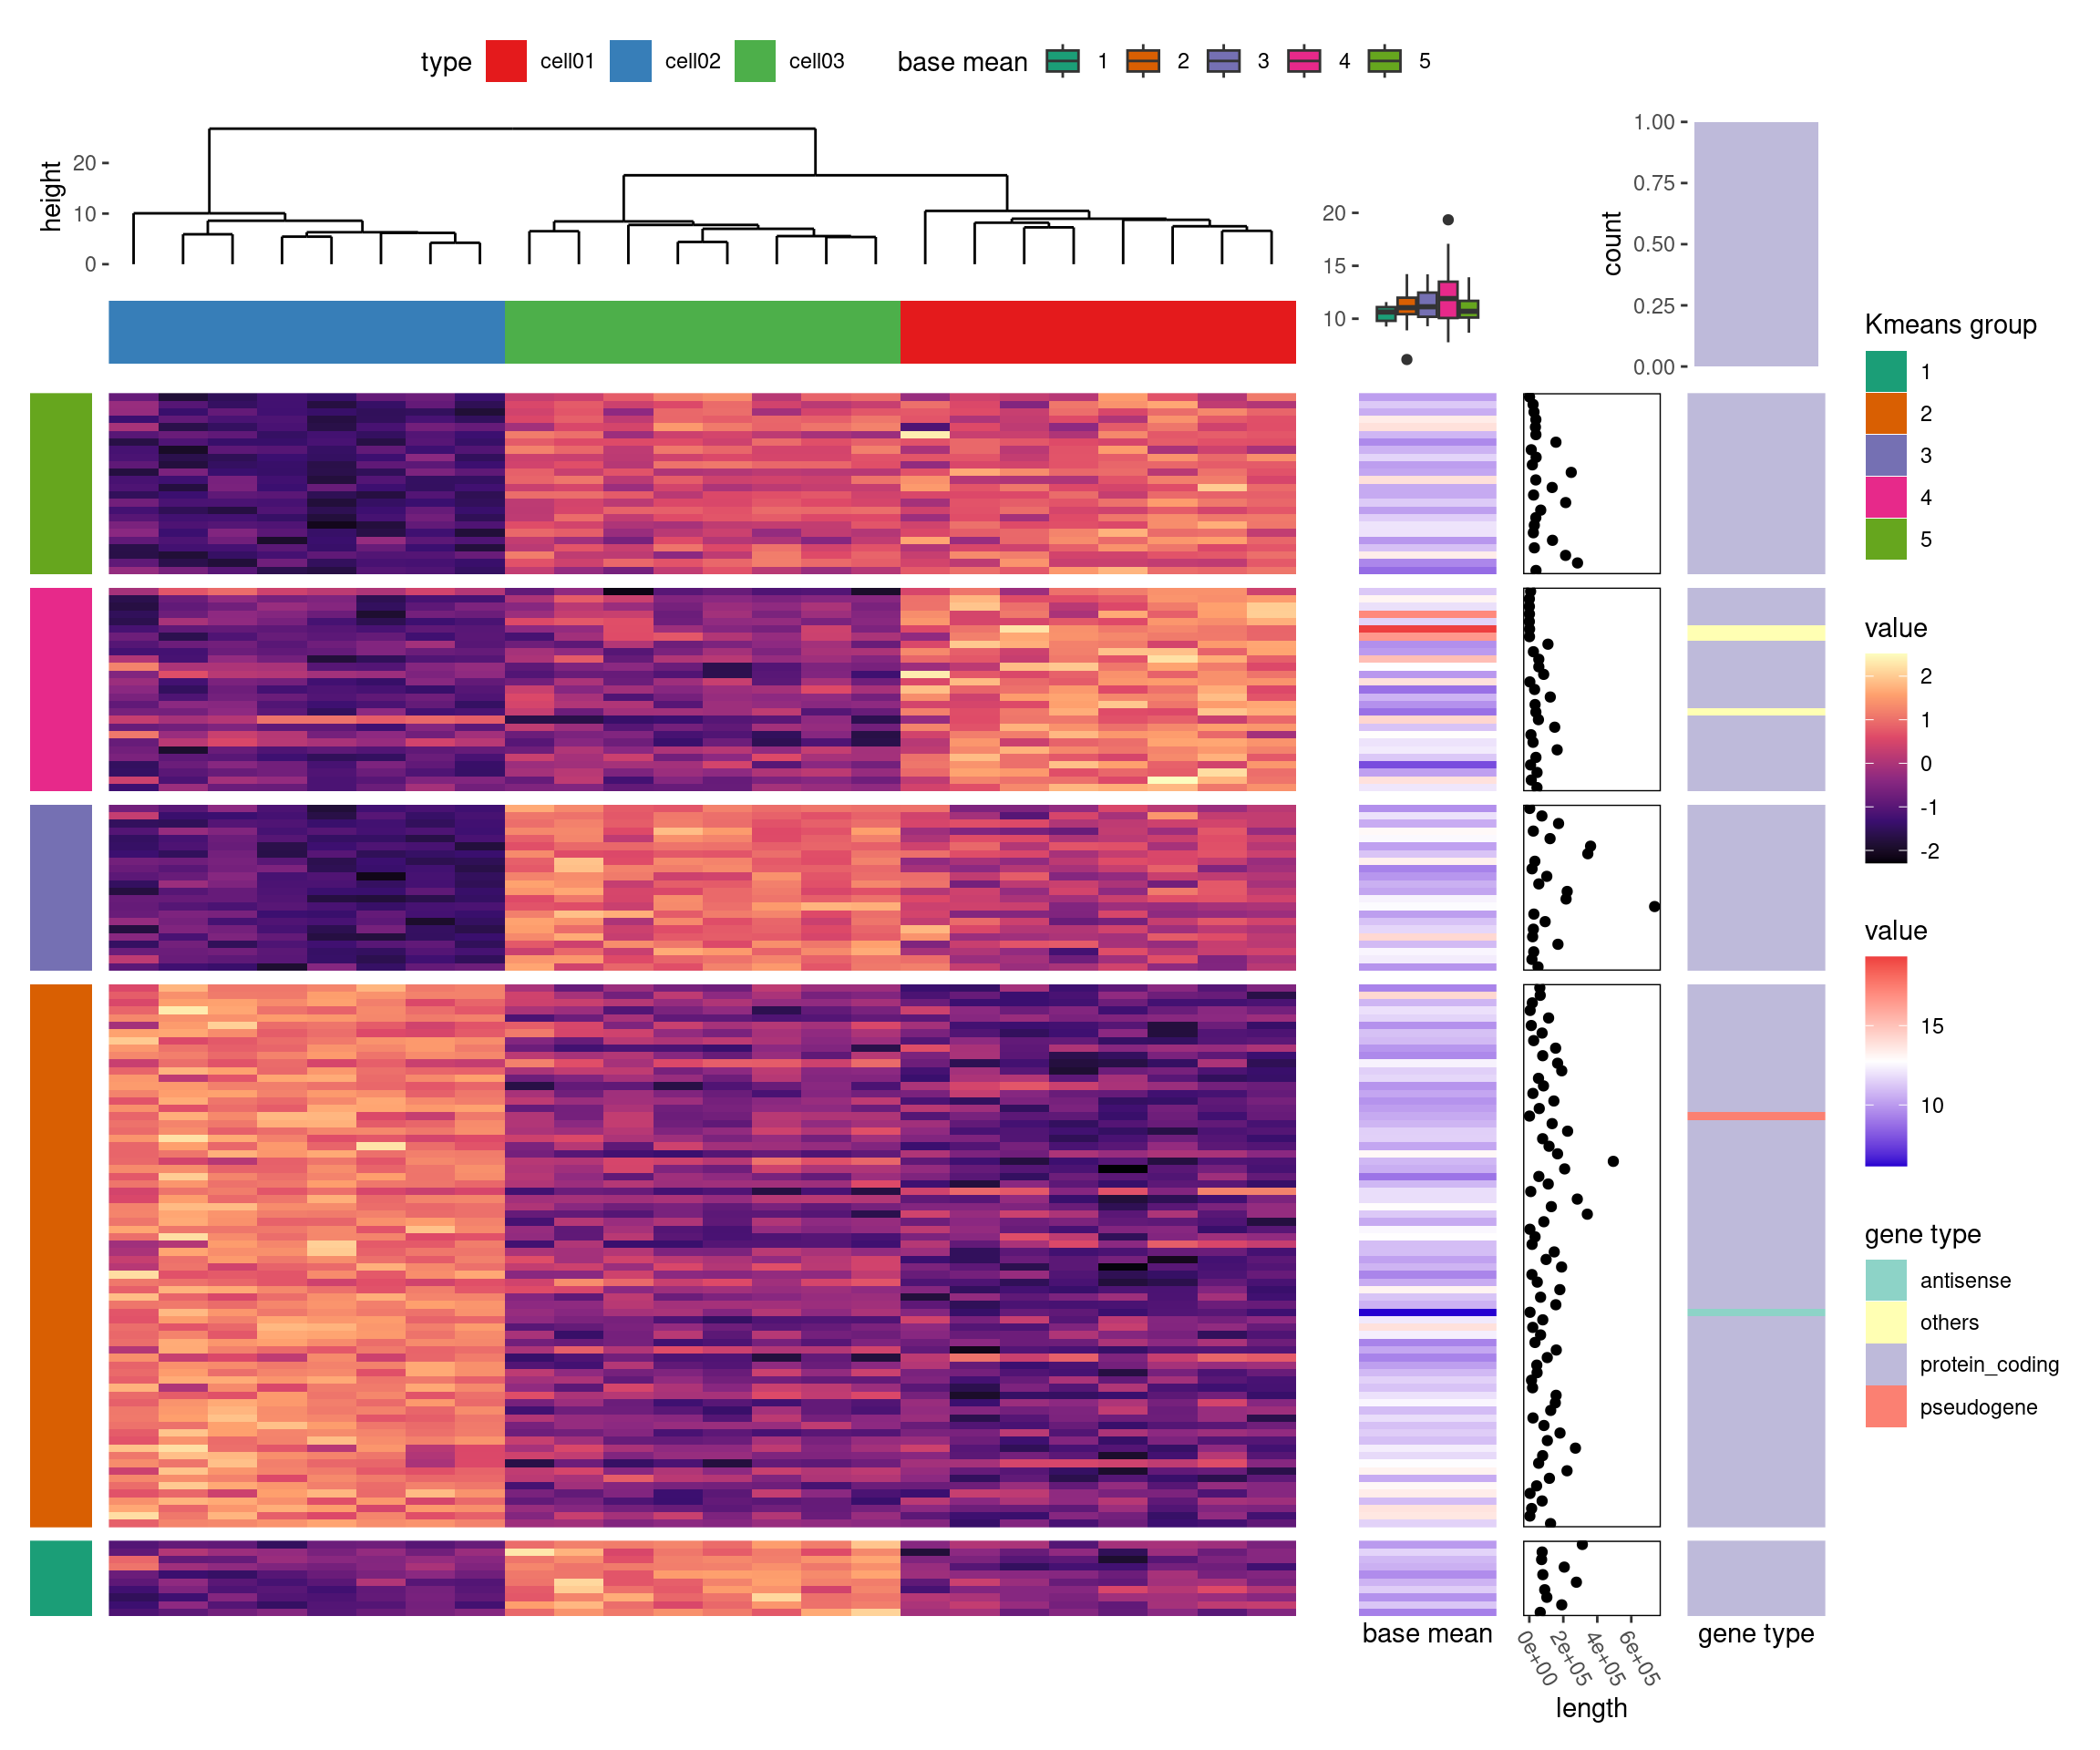 type cell01 cell02 cell03 base mean 1 2 3 4 5
height
20
10
0
20
15
10
count
1.00
0.75
0.50
0.25
0.00
Kmeans group
1
2
3
4
5
value
2
1
0
-1
-2
value
15
10
gene type
antisense
others
protein_coding
pseudogene
base mean
0e+00
2e+05
4e+05
6e+05
length
gene type